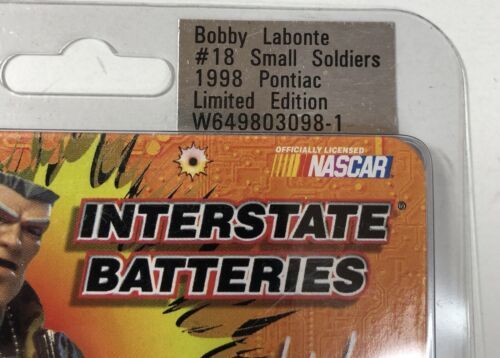 Bobby Labonte
#18 Small Soldiers
1998 Pontiac
Limited Edition
W649803098-1
OFFICIALLY LICENSED
NASCAR
INTERSTATE®
BATTERIES